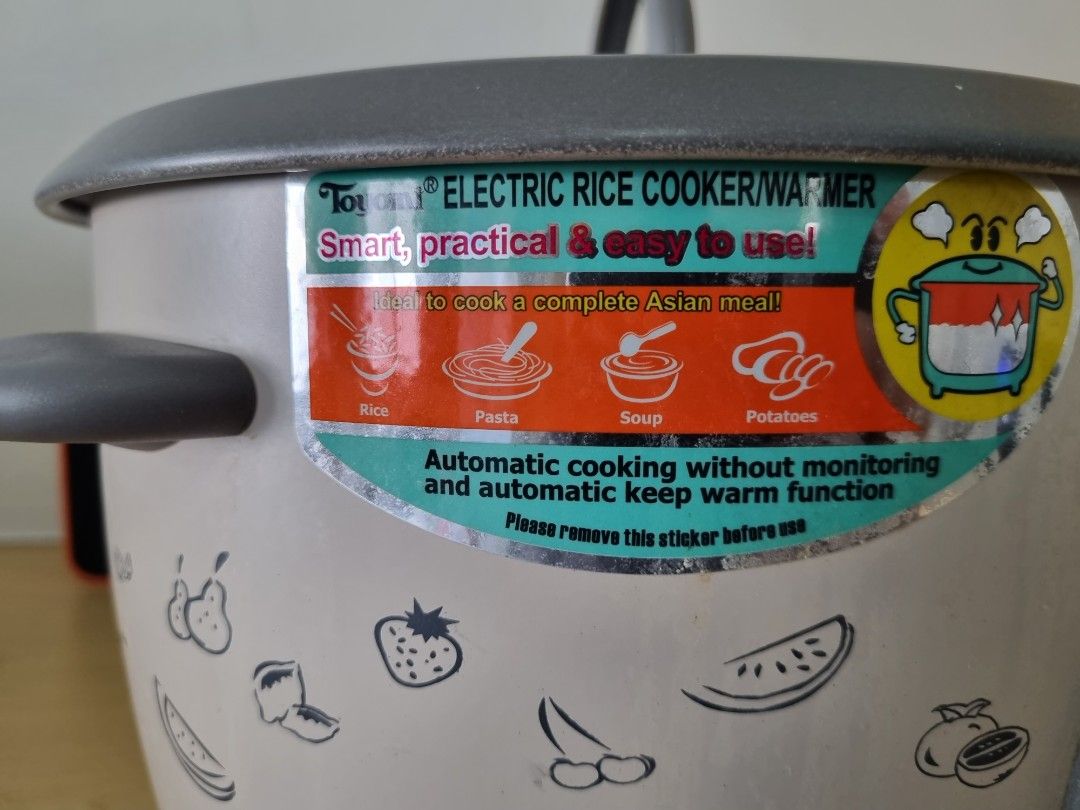 Toyomi® ELECTRIC RICE COOKER/WARMER
Smart, practical & easy to use!
Ideal to cook a complete Asian meal!
Rice Pasta Soup Potatoes
Automatic cooking without monitoring
and automatic keep warm function
Please remove this sticker before use